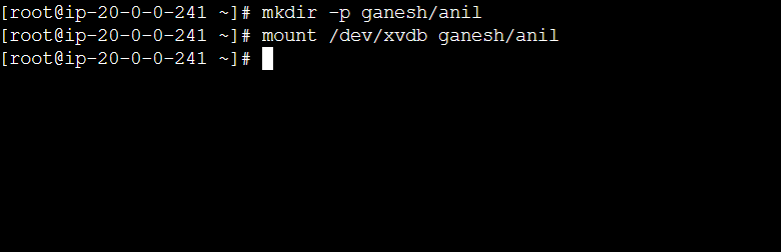 [root@ip-20-0-0-241 ~]# mkdir -p ganesh/anil
[root@ip-20-0-0-241 ~]# mount /dev/xvdb ganesh/anil
[root@ip-20-0-0-241 ~]#